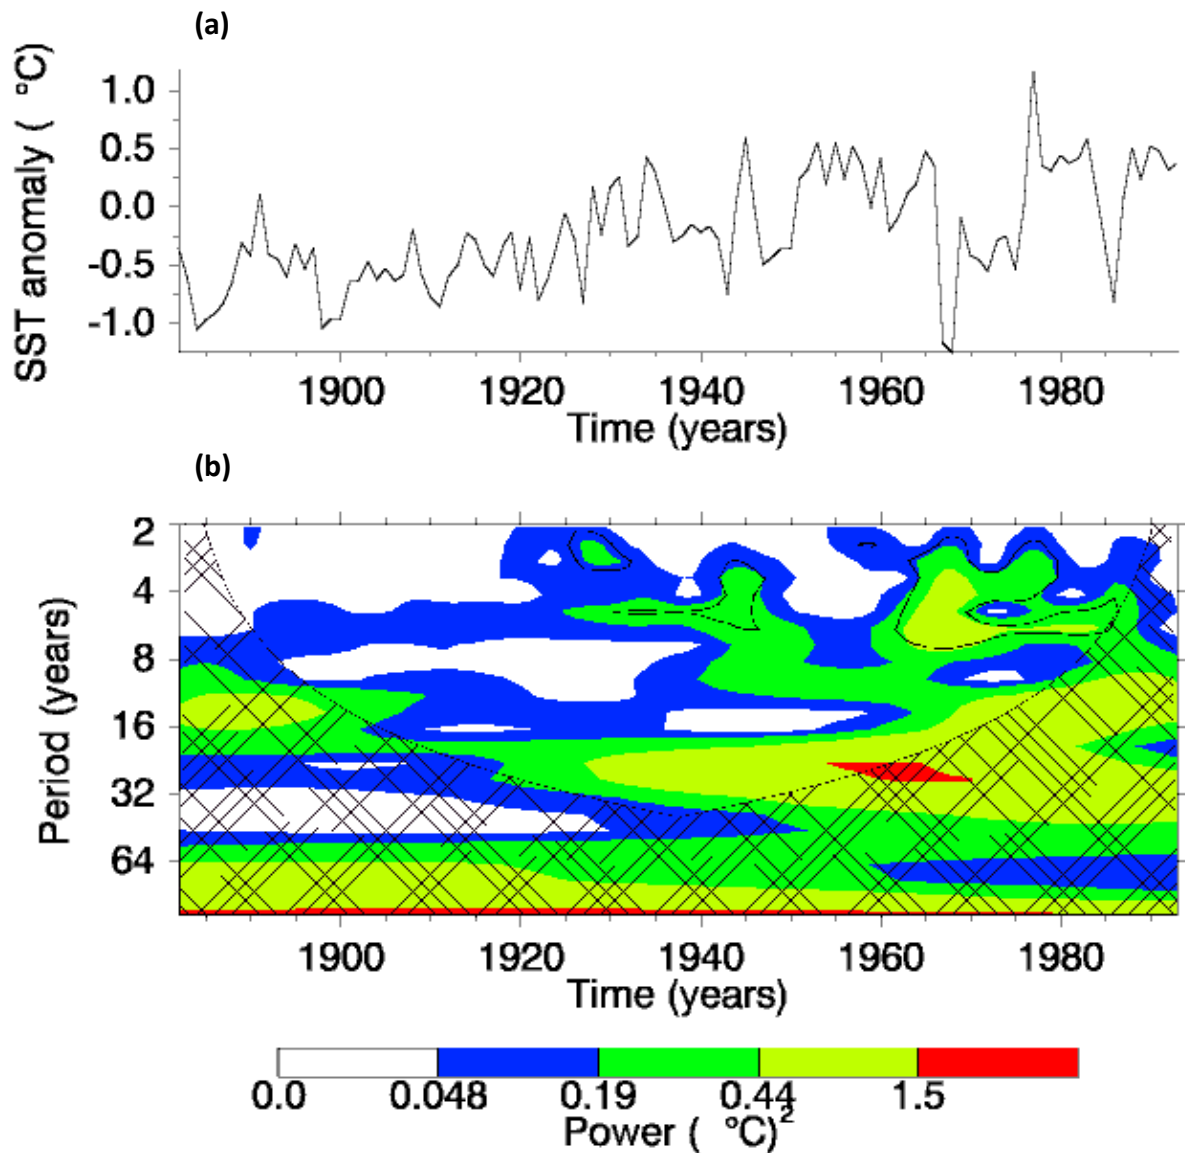 (a)
SST anomaly ( °C)
1.0
0.5
0.0
-0.5
-1.0
1900 1920 1940 1960 1980
Time (years)
(b)
Period (years)
2
4
8
16
32
64
1900 1920 1940 1960 1980
Time (years)
0.0 0.048 0.19 0.44 1.5
Power ( °C)²